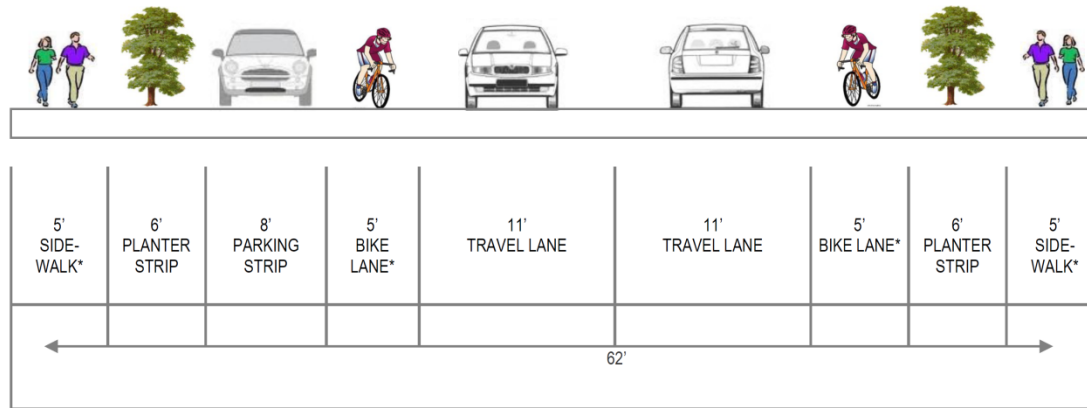 5’
SIDE-
WALK*
6’
PLANTER
STRIP
8’
PARKING
STRIP
5’
BIKE
LANE*
11’
TRAVEL LANE
11’
TRAVEL LANE
5’
BIKE LANE*
6’
PLANTER
STRIP
5’
SIDE-
WALK*
62’